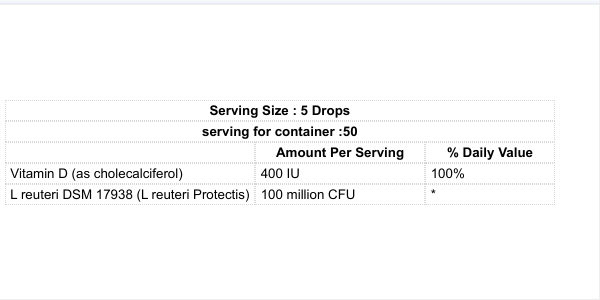 Serving Size : 5 Drops
serving for container :50
Amount Per Serving % Daily Value
Vitamin D (as cholecalciferol) 400 IU 100%
L reuteri DSM 17938 (L reuteri Protectis) 100 million CFU *